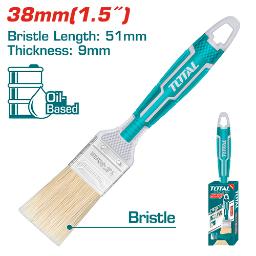 38mm(1.5˝)
Bristle Length: 51mm
Thickness: 9mm
Oil-
Based
TOTAL
Bristle
TOTAL